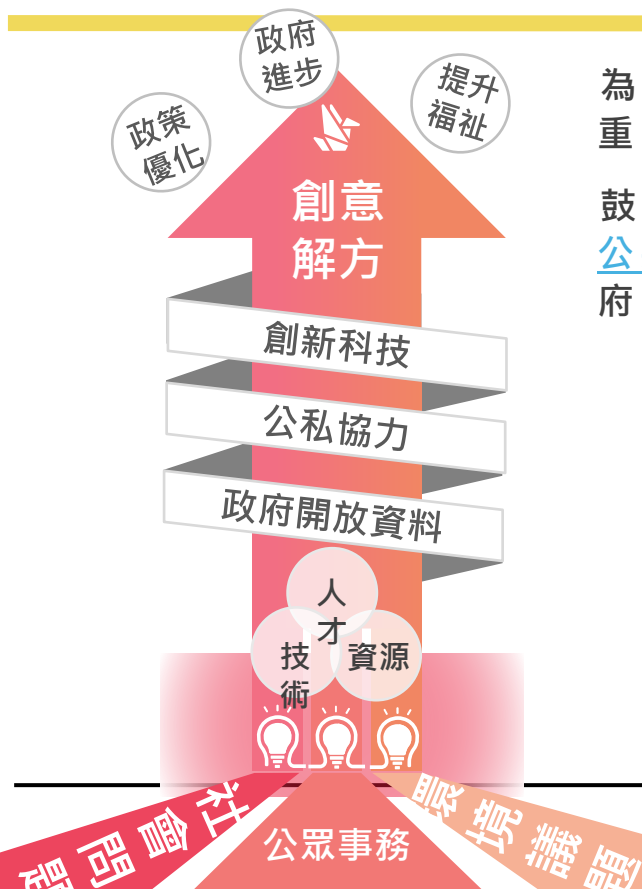 政府
進步
政策
優化
提升
福祉
創意
解方
創新科技
公私協力
政府開放資料
人
才
技
術
資源
社會問題
公眾事務
環境議題
為
重
鼓
公
府